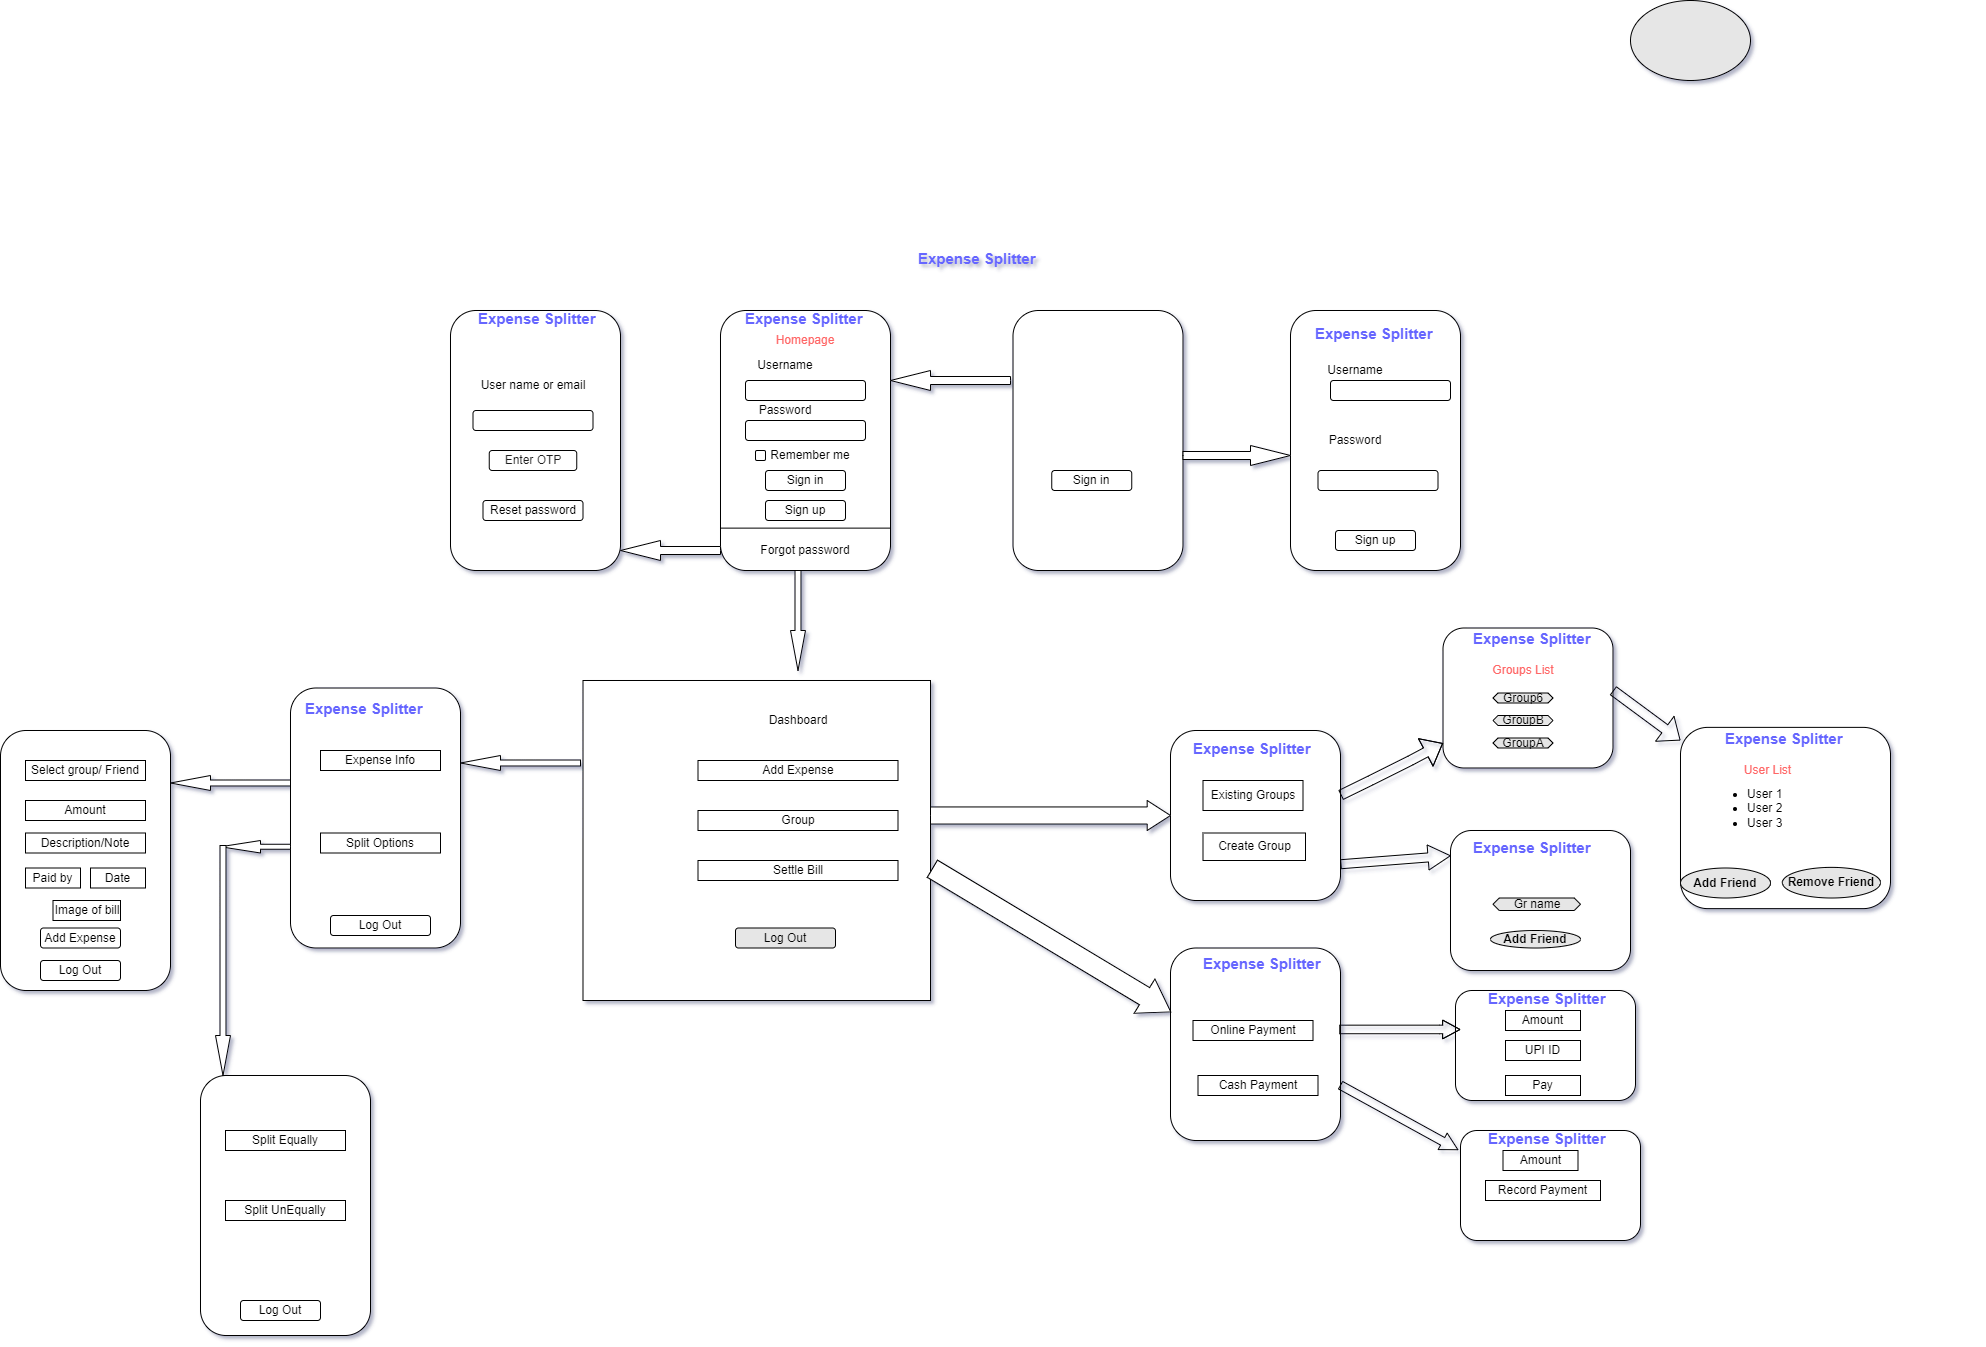 Expense Splitter
Expense Splitter
User name or email
Enter OTP
Reset password
Expense Splitter
Homepage
Username
Password
Remember me
Sign in
Sign up
Forgot password
Sign in
Expense Splitter
Username
Password
Sign up
Select group/ Friend
Amount
Description/Note
Paid by
Date
Image of bill
Add Expense
Log Out
Expense Splitter
Expense Info
Split Options
Log Out
Split Equally
Split UnEqually
Log Out
Dashboard
Add Expense
Group
Settle Bill
Log Out
Expense Splitter
Existing Groups
Create Group
Expense Splitter
Groups List
Group6
GroupB
GroupA
Expense Splitter
User List
User 1
User 2
User 3
Add Friend
Remove Friend
Expense Splitter
Gr name
Add Friend
Expense Splitter
Online Payment
Cash Payment
Expense Splitter
Amount
UPI ID
Pay
Expense Splitter
Amount
Record Payment